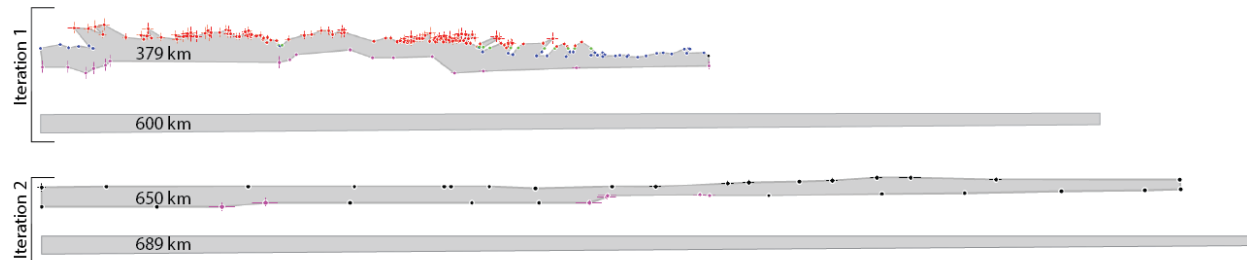 Iteration 1
379 km
600 km
Iteration 2
650 km
689 km